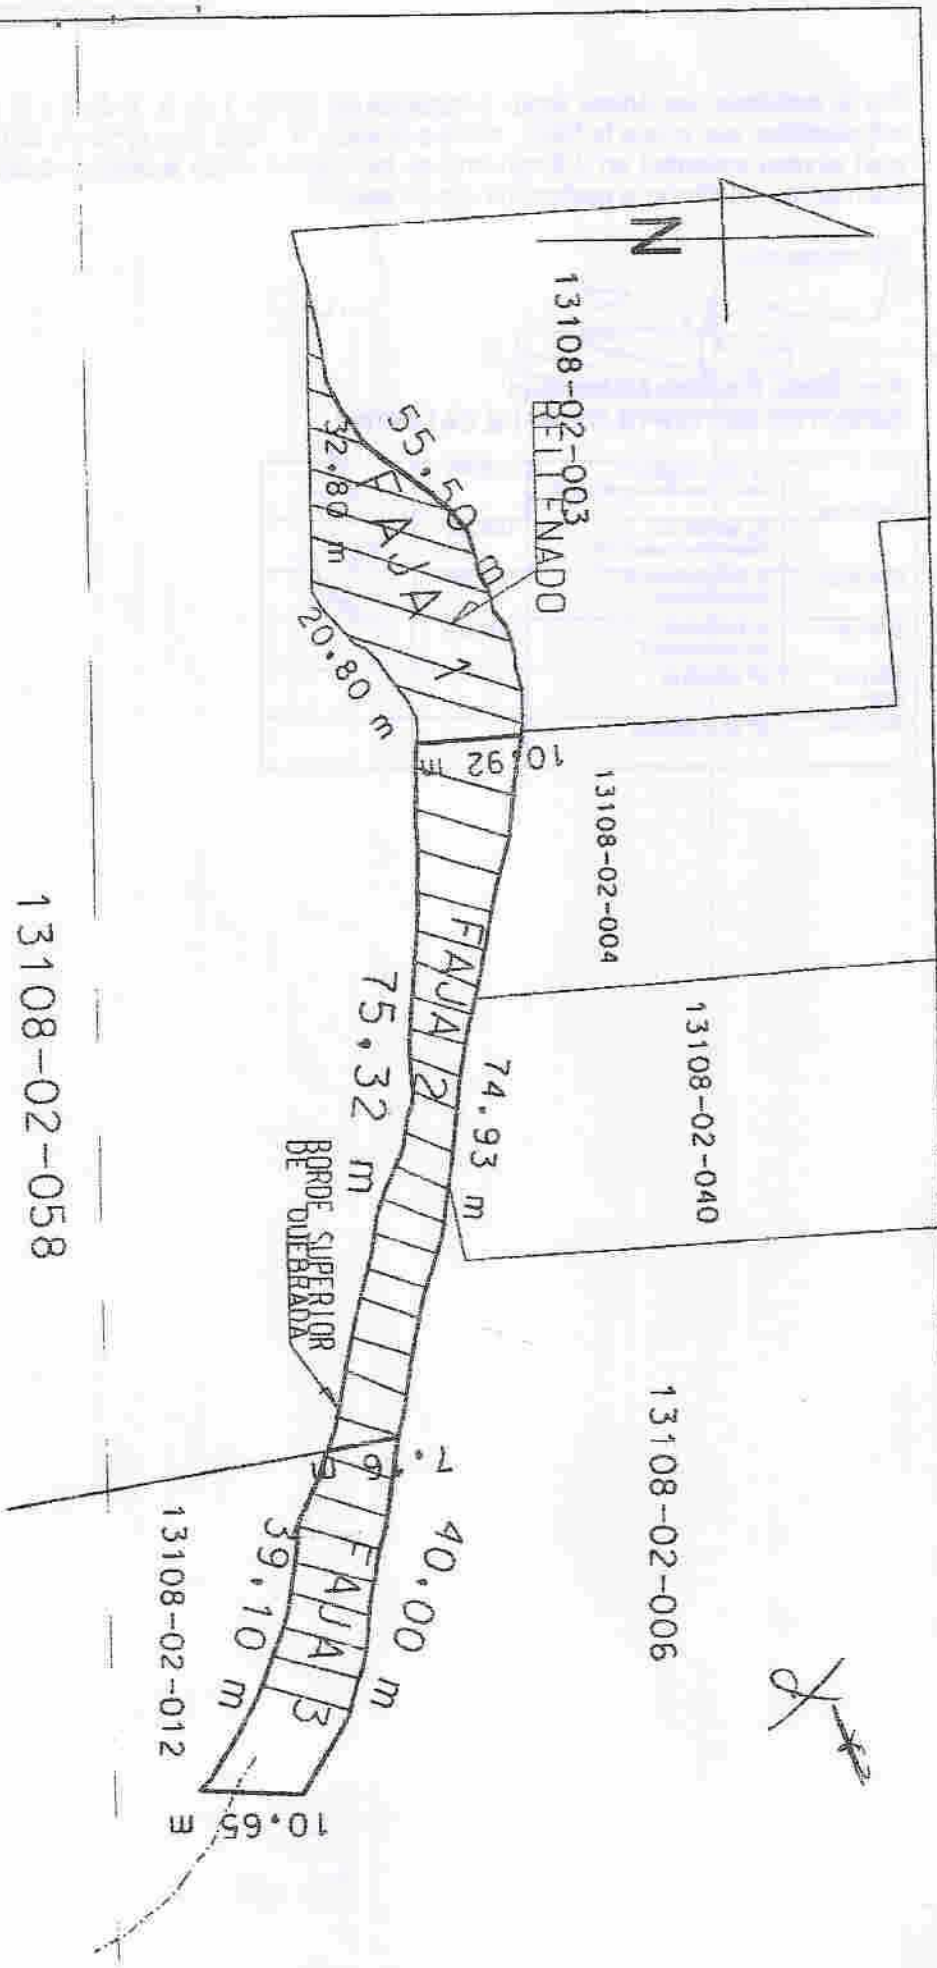 N
13108-02-003
RELLENADO
55.50 m
FAJA 1
32.80 m
20.80 m
10.92 m
13108-02-004
FAJA 2
74.93 m
75.32 m
13108-02-040
BORDE SUPERIOR
DE QUEBRADA
13108-02-058
13108-02-006
FAJA 3
40.00 m
39.10 m
13108-02-012
10.65 m